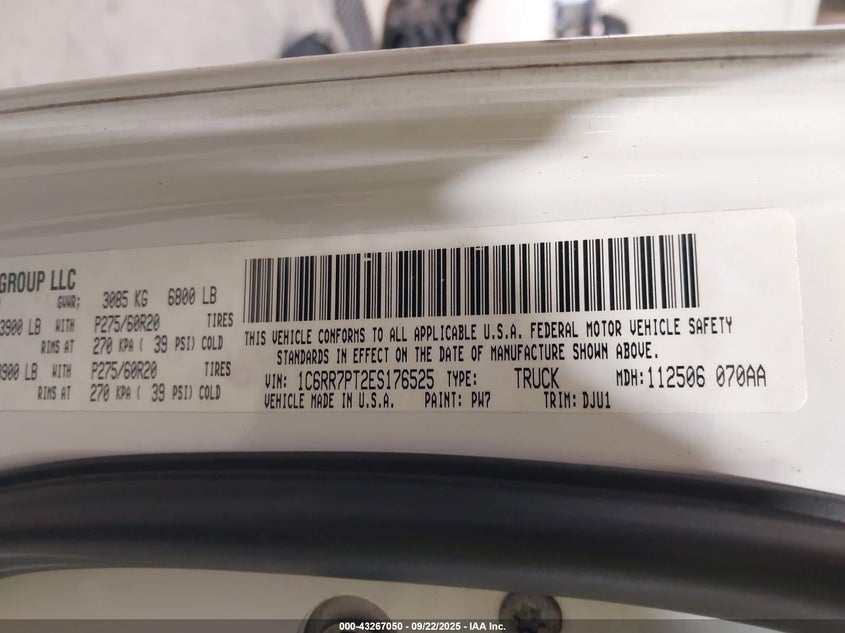 GROUP LLC
GVWR: 3085 KG 6800 LB
3900 LB WITH P275/60R20 TIRES
RIMS AT 270 KPA ( 39 PSI) COLD
3900 LB WITH P275/60R20 TIRES
RIMS AT 270 KPA ( 39 PSI) COLD
THIS VEHICLE CONFORMS TO ALL APPLICABLE U.S.A. FEDERAL MOTOR VEHICLE SAFETY
STANDARDS IN EFFECT ON THE DATE OF MANUFACTURE SHOWN ABOVE.
VIN: 1C6RR7PT2ES176525 TYPE: TRUCK MDH: 112506 070AA
VEHICLE MADE IN U.S.A. PAINT: PW7 TRIM: DJU1
000-43267050 - 09/22/2025 - IAA Inc.